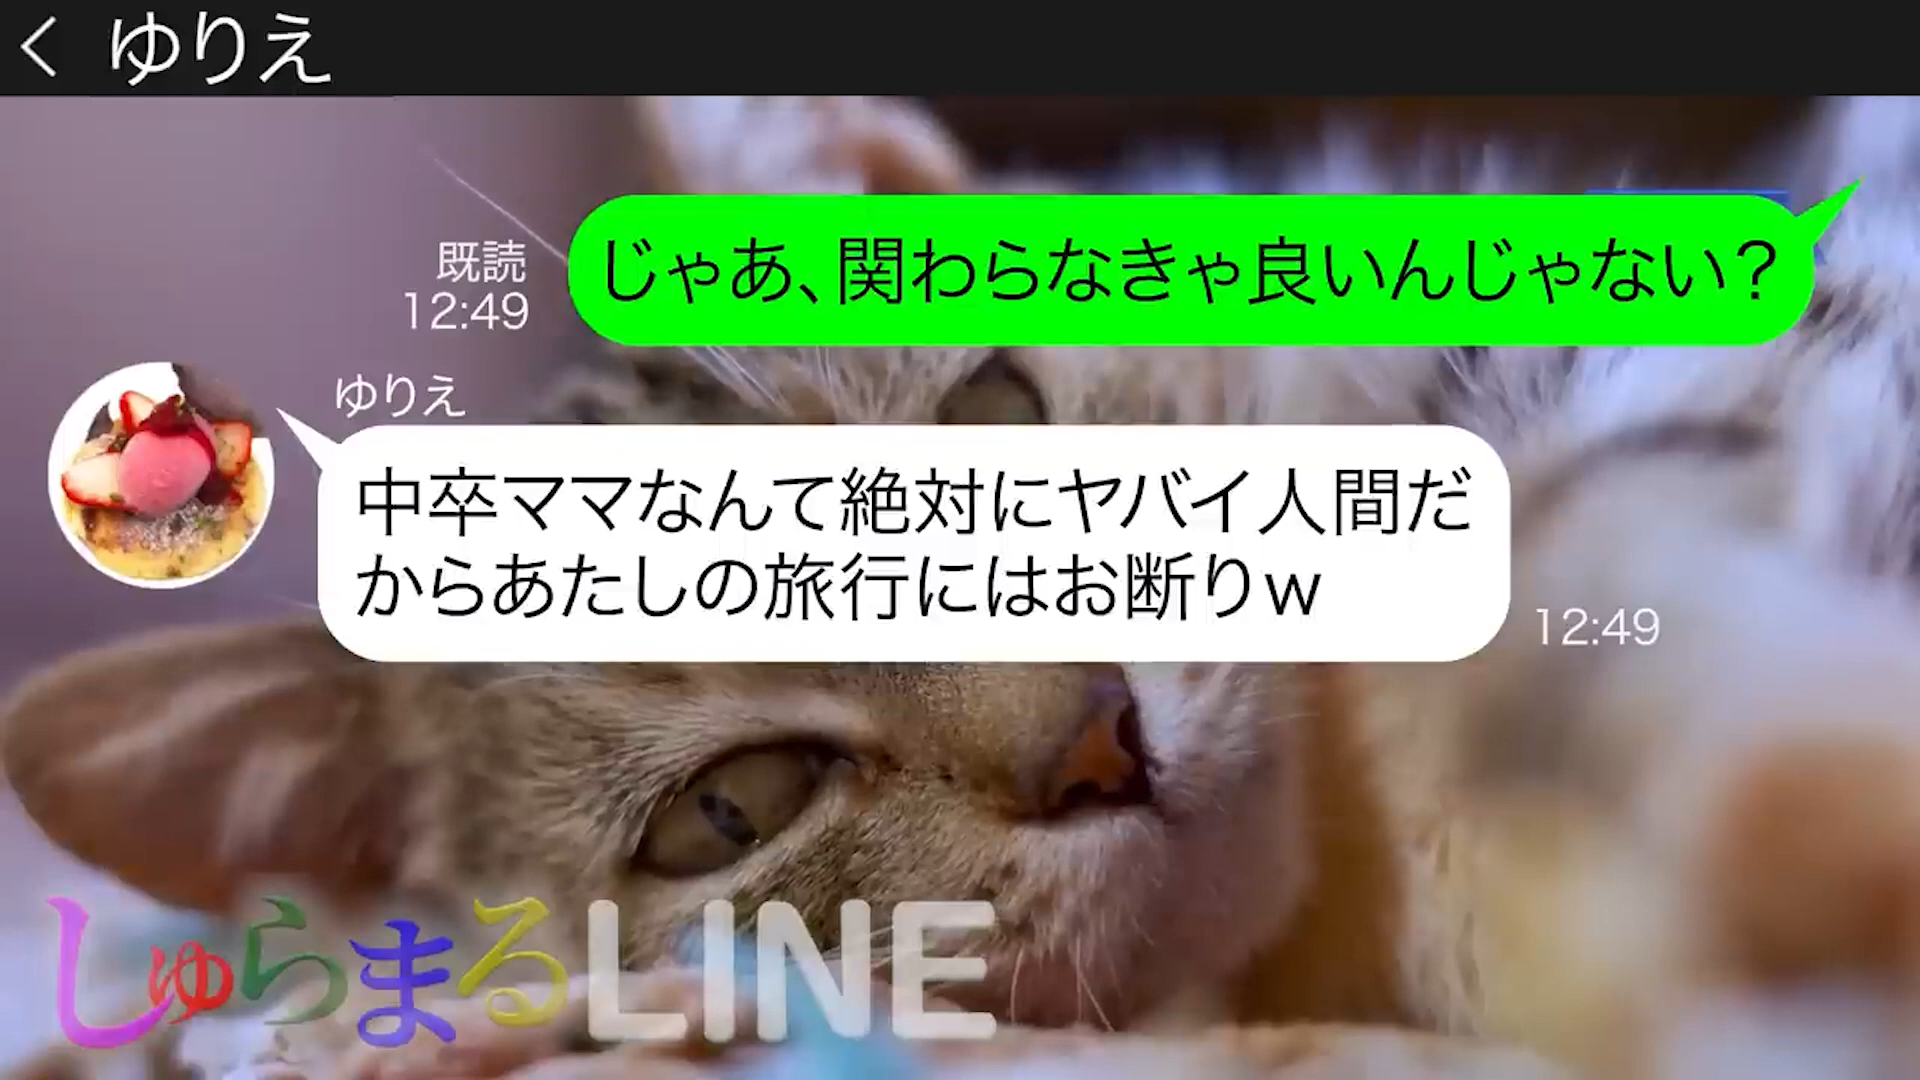 ゆりえ
じゃあ、関わらなきゃ良いんじゃない？
既読
12:49
ゆりえ
中卒ママなんて絶対にヤバイ人間だ
からあたしの旅行にはお断りw
12:49
しゅらまるLINE